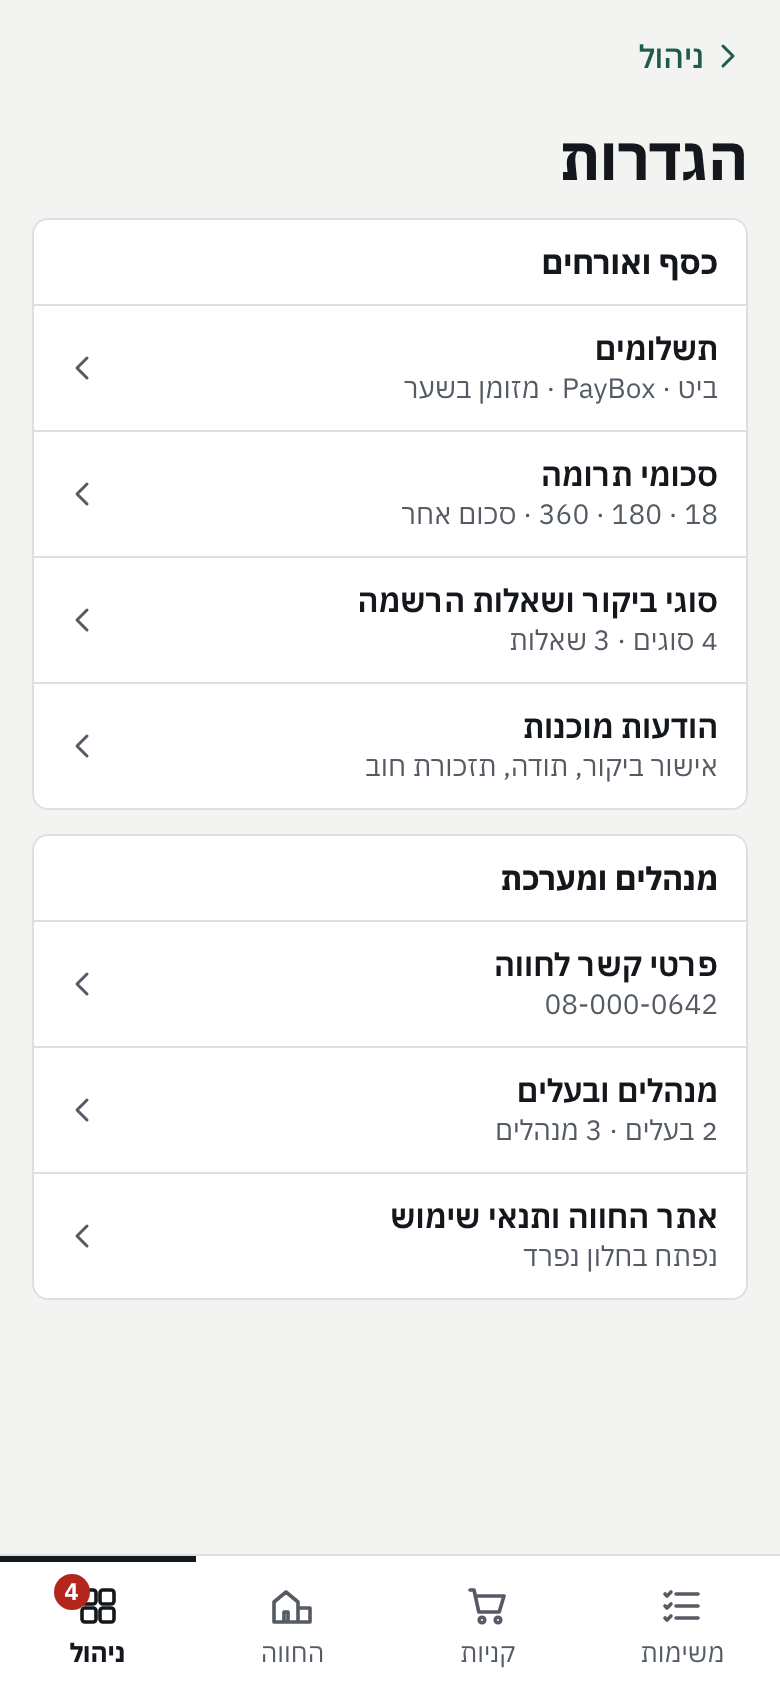 ניהול
הגדרות
כסף ואורחים
תשלומים
ביט · PayBox · מזומן בשער
סכומי תרומה
18 · 180 · 360 · סכום אחר
סוגי ביקור ושאלות הרשמה
4 סוגים · 3 שאלות
הודעות מוכנות
אישור ביקור, תודה, תזכורת חוב
מנהלים ומערכת
פרטי קשר לחווה
08-000-0642
מנהלים ובעלים
2 בעלים · 3 מנהלים
אתר החווה ותנאי שימוש
נפתח בחלון נפרד
משימות
קניות
החווה
4
ניהול